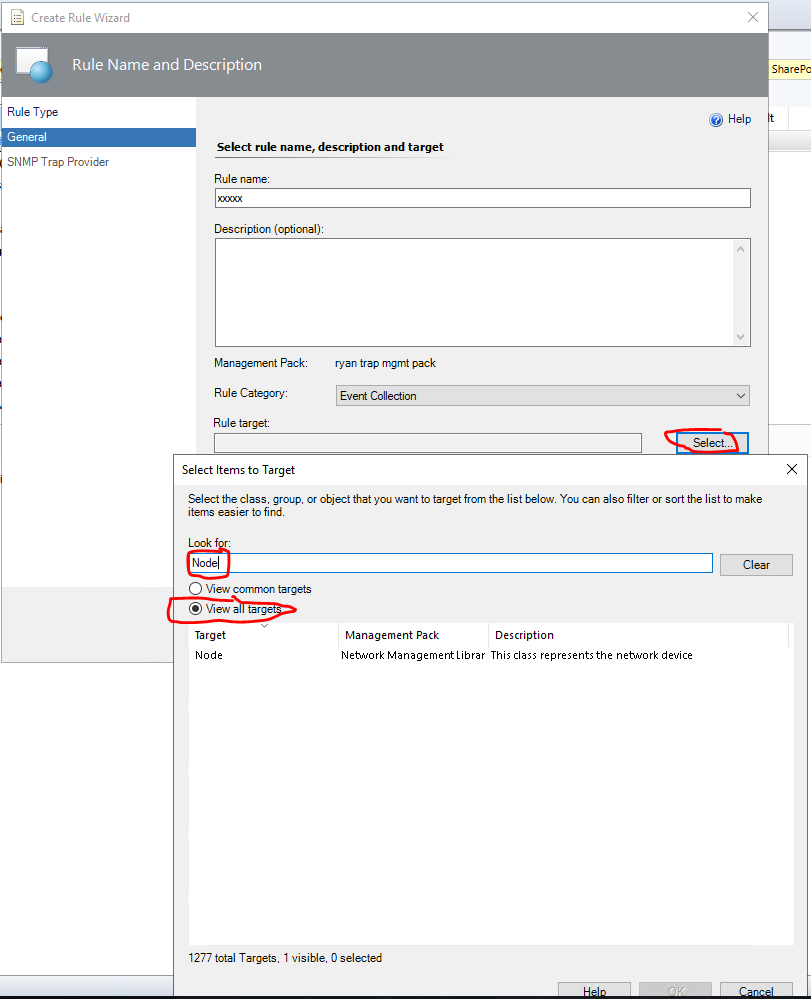 Create Rule Wizard
Rule Name and Description
SharePo
Rule Type
General
SNMP Trap Provider
Help
lt
Select rule name, description and target
Rule name:
xxxxx
Description (optional):
Management Pack: ryan trap mgmt pack
Rule Category: Event Collection
Rule target:
Select...
Select Items to Target
Select the class, group, or object that you want to target from the list below. You can also filter or sort the list to make
items easier to find.
Look for:
Node
Clear
View common targets
View all targets
Target Management Pack Description
Node Network Management Librar This class represents the network device
1277 total Targets, 1 visible, 0 selected
Help OK Cancel